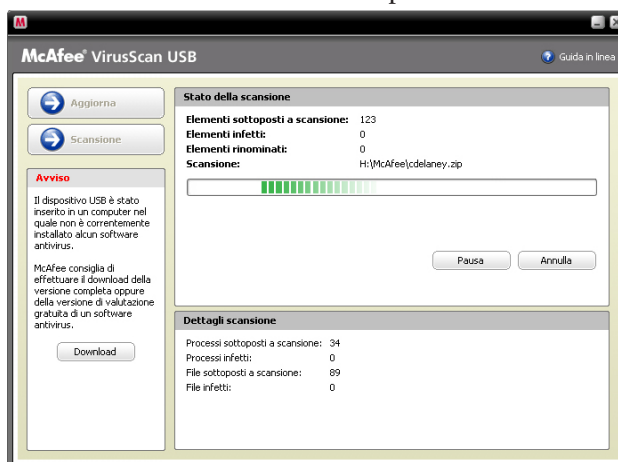 M
McAfee® VirusScan USB
Guida in linea
Aggiorna
Scansione
Avviso
Il dispositivo USB è stato
inserito in un computer nel
quale non è correntemente
installato alcun software
antivirus.
McAfee consiglia di
effettuare il download della
versione completa oppure
della versione di valutazione
gratuita di un software
antivirus.
Download
Stato della scansione
Elementi sottoposti a scansione: 123
Elementi infetti: 0
Elementi rinominati: 0
Scansione: H:\McAfee\cdelaney.zip
Pausa Annulla
Dettagli scansione
Processi sottoposti a scansione: 34
Processi infetti: 0
File sottoposti a scansione: 89
File infetti: 0